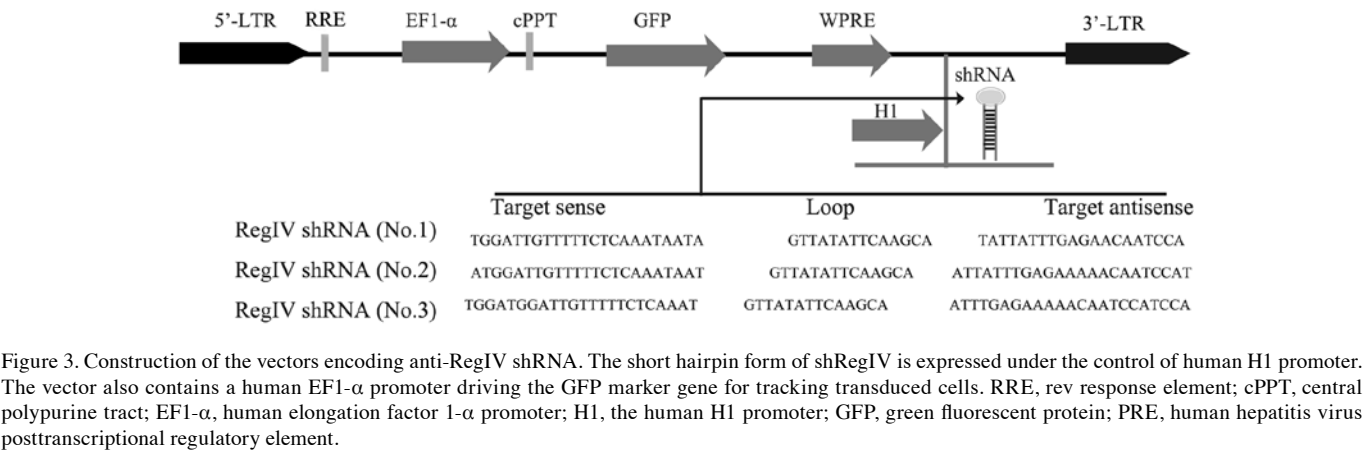 5'-LTR RRE EF1-α cPPT GFP WPRE 3'-LTR
shRNA
H1
Target sense Loop Target antisense
RegIV shRNA (No.1) TGGATTGTTTTTCTCAAATAATA GTTATATTCAAGCA TATTATTTGAGAACAATCCA
RegIV shRNA (No.2) ATGGATTGTTTTTCTCAAATAAT GTTATATTCAAGCA ATTATTTGAGAAAAACAATCCAT
RegIV shRNA (No.3) TGGATGGATTGTTTTTCTCAAAT GTTATATTCAAGCA ATTTGAGAAAAACAATCCATCCA
Figure 3. Construction of the vectors encoding anti-RegIV shRNA. The short hairpin form of shRegIV is expressed under the control of human H1 promoter.
The vector also contains a human EF1-α promoter driving the GFP marker gene for tracking transduced cells. RRE, rev response element; cPPT, central
polypurine tract; EF1-α, human elongation factor 1-α promoter; H1, the human H1 promoter; GFP, green fluorescent protein; PRE, human hepatitis virus
posttranscriptional regulatory element.